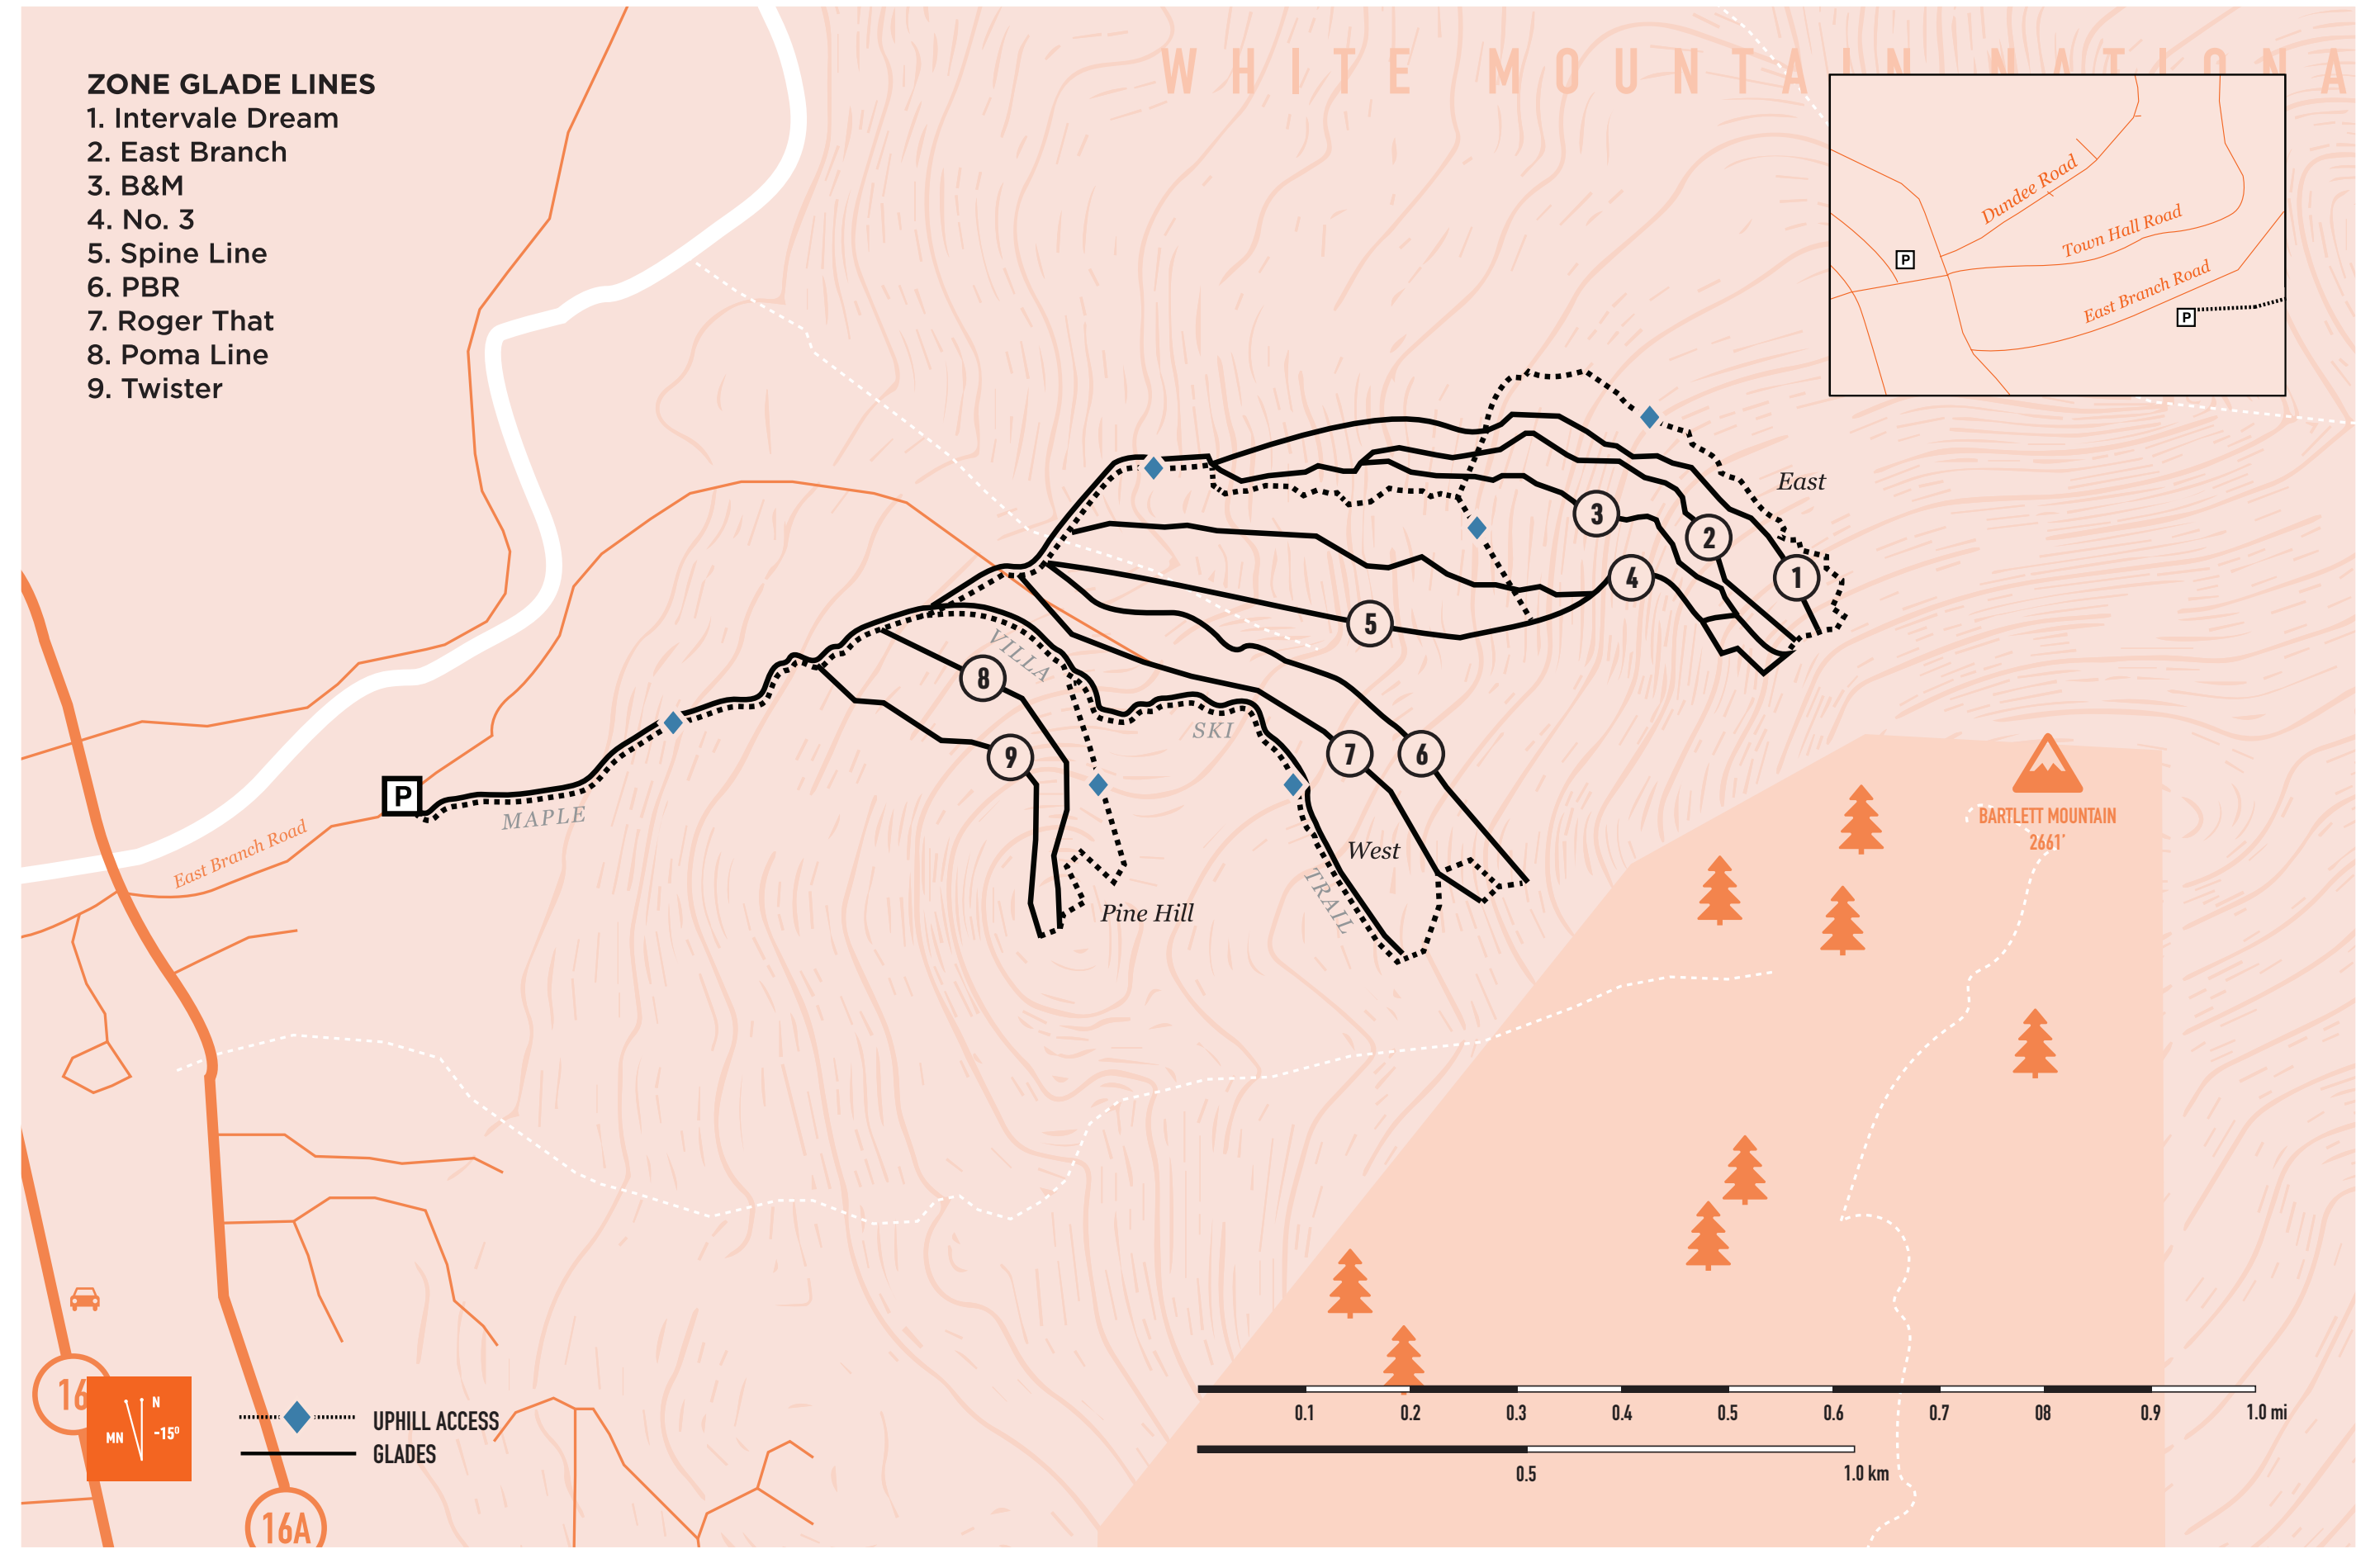 WHITE MOUNTAIN NATIONA
ZONE GLADE LINES
1. Intervale Dream
2. East Branch
3. B&M
4. No. 3
5. Spine Line
6. PBR
7. Roger That
8. Poma Line
9. Twister
Dundee Road
Town Hall Road
East Branch Road
P
P
East
3
2
1
4
5
VILLA
8
SKI
7
6
9
P
MAPLE
East Branch Road
West
TRAIL
Pine Hill
BARTLETT MOUNTAIN
2661'
16
N
MN
-15°
UPHILL ACCESS
GLADES
16A
0.1 0.2 0.3 0.4 0.5 0.6 0.7 08 0.9 1.0 mi
0.5 1.0 km